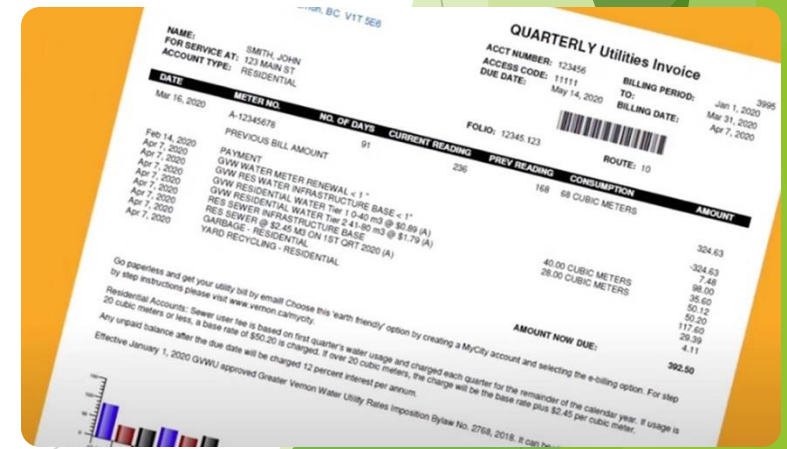 BC V1T 5E6
QUARTERLY Utilities Invoice
NAME: SMITH, JOHN
FOR SERVICE AT: 123 MAIN ST
ACCOUNT TYPE: RESIDENTIAL
ACCT NUMBER: 123456
ACCESS CODE: 11111
DUE DATE: May 14, 2020
3995
BILLING PERIOD: Jan 1, 2020
TO: Mar 31, 2020
BILLING DATE: Apr 7, 2020
FOLIO: 12345.123
ROUTE: 10
DATE METER NO. NO. OF DAYS CURRENT READING PREV READING CONSUMPTION AMOUNT
Mar 16, 2020 A-12345678 91 236 168 68 CUBIC METERS
PREVIOUS BILL AMOUNT 324.63
Feb 14, 2020 PAYMENT -324.63
Apr 7, 2020 GVW WATER METER RENEWAL < 1" 7.48
Apr 7, 2020 GVW RES WATER INFRASTRUCTURE BASE < 1" 98.00
Apr 7, 2020 GVW RESIDENTIAL WATER Tier 1 0-40 m3 @ $0.89 (A) 40.00 CUBIC METERS 35.60
Apr 7, 2020 GVW RESIDENTIAL WATER Tier 2 41-80 m3 @ $1.79 (A) 28.00 CUBIC METERS 50.12
Apr 7, 2020 RES SEWER INFRASTRUCTURE BASE 50.20
Apr 7, 2020 RES SEWER @ $2.45 M3 ON 1ST QRT 2020 (A) 117.60
Apr 7, 2020 GARBAGE - RESIDENTIAL 29.39
Apr 7, 2020 YARD RECYCLING - RESIDENTIAL 4.11
AMOUNT NOW DUE: 392.50
Go paperless and get your utility bill by email! Choose this 'earth friendly' option by creating a MyCity account and selecting the e-billing option. For step
by step instructions please visit www.vernon.ca/mycity.
Residential Accounts: Sewer user fee is based on first quarter's water usage and charged each quarter for the remainder of the calendar year. If usage is
20 cubic meters or less, a base rate of $50.20 is charged. If over 20 cubic meters, the charge will be the base rate plus $2.45 per cubic meter.
Any unpaid balance after the due date will be charged 12 percent interest per annum.
Effective January 1, 2020 GVWU approved Greater Vernon Water Utility Rates Imposition Bylaw No. 2768, 2018. It can be